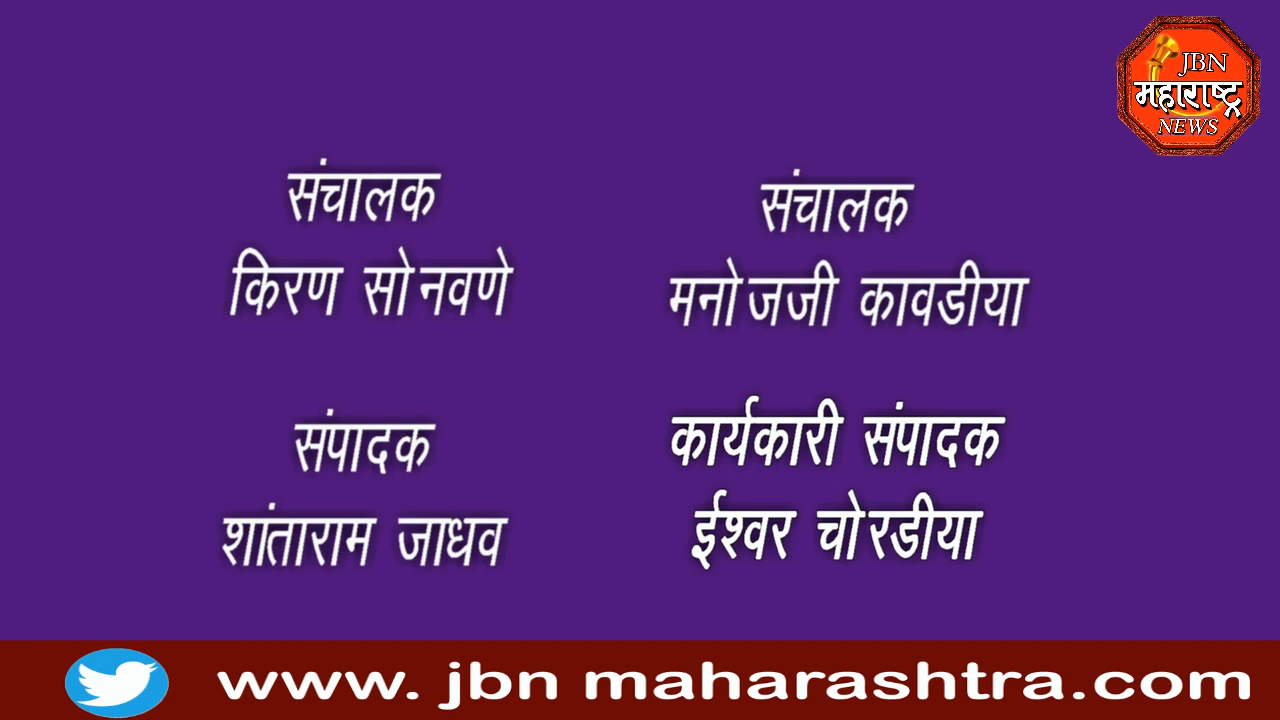 JBN
महाराष्ट्र
NEWS
संचालक
किरण सोनवणे
संचालक
मनोजजी कावडीया
संपादक
शांताराम जाधव
कार्यकारी संपादक
ईश्वर चोरडीया
www. jbn maharashtra.com